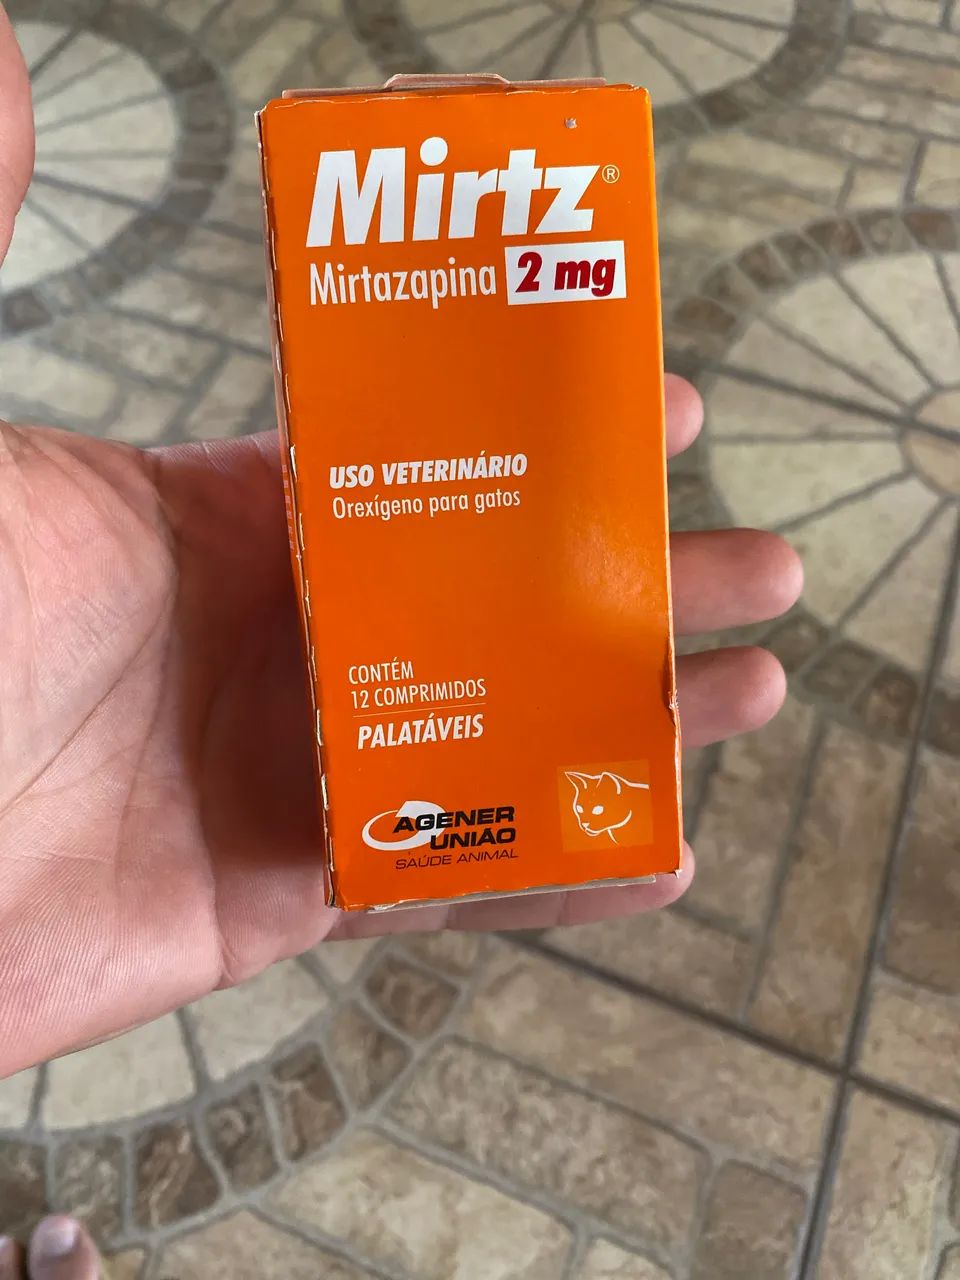 Mirtz®
Mirtazapina 2 mg
USO VETERINÁRIO
Orexígeno para gatos
CONTÉM
12 COMPRIMIDOS
PALATÁVEIS
AGENER
UNIÃO
SAÚDE ANIMAL